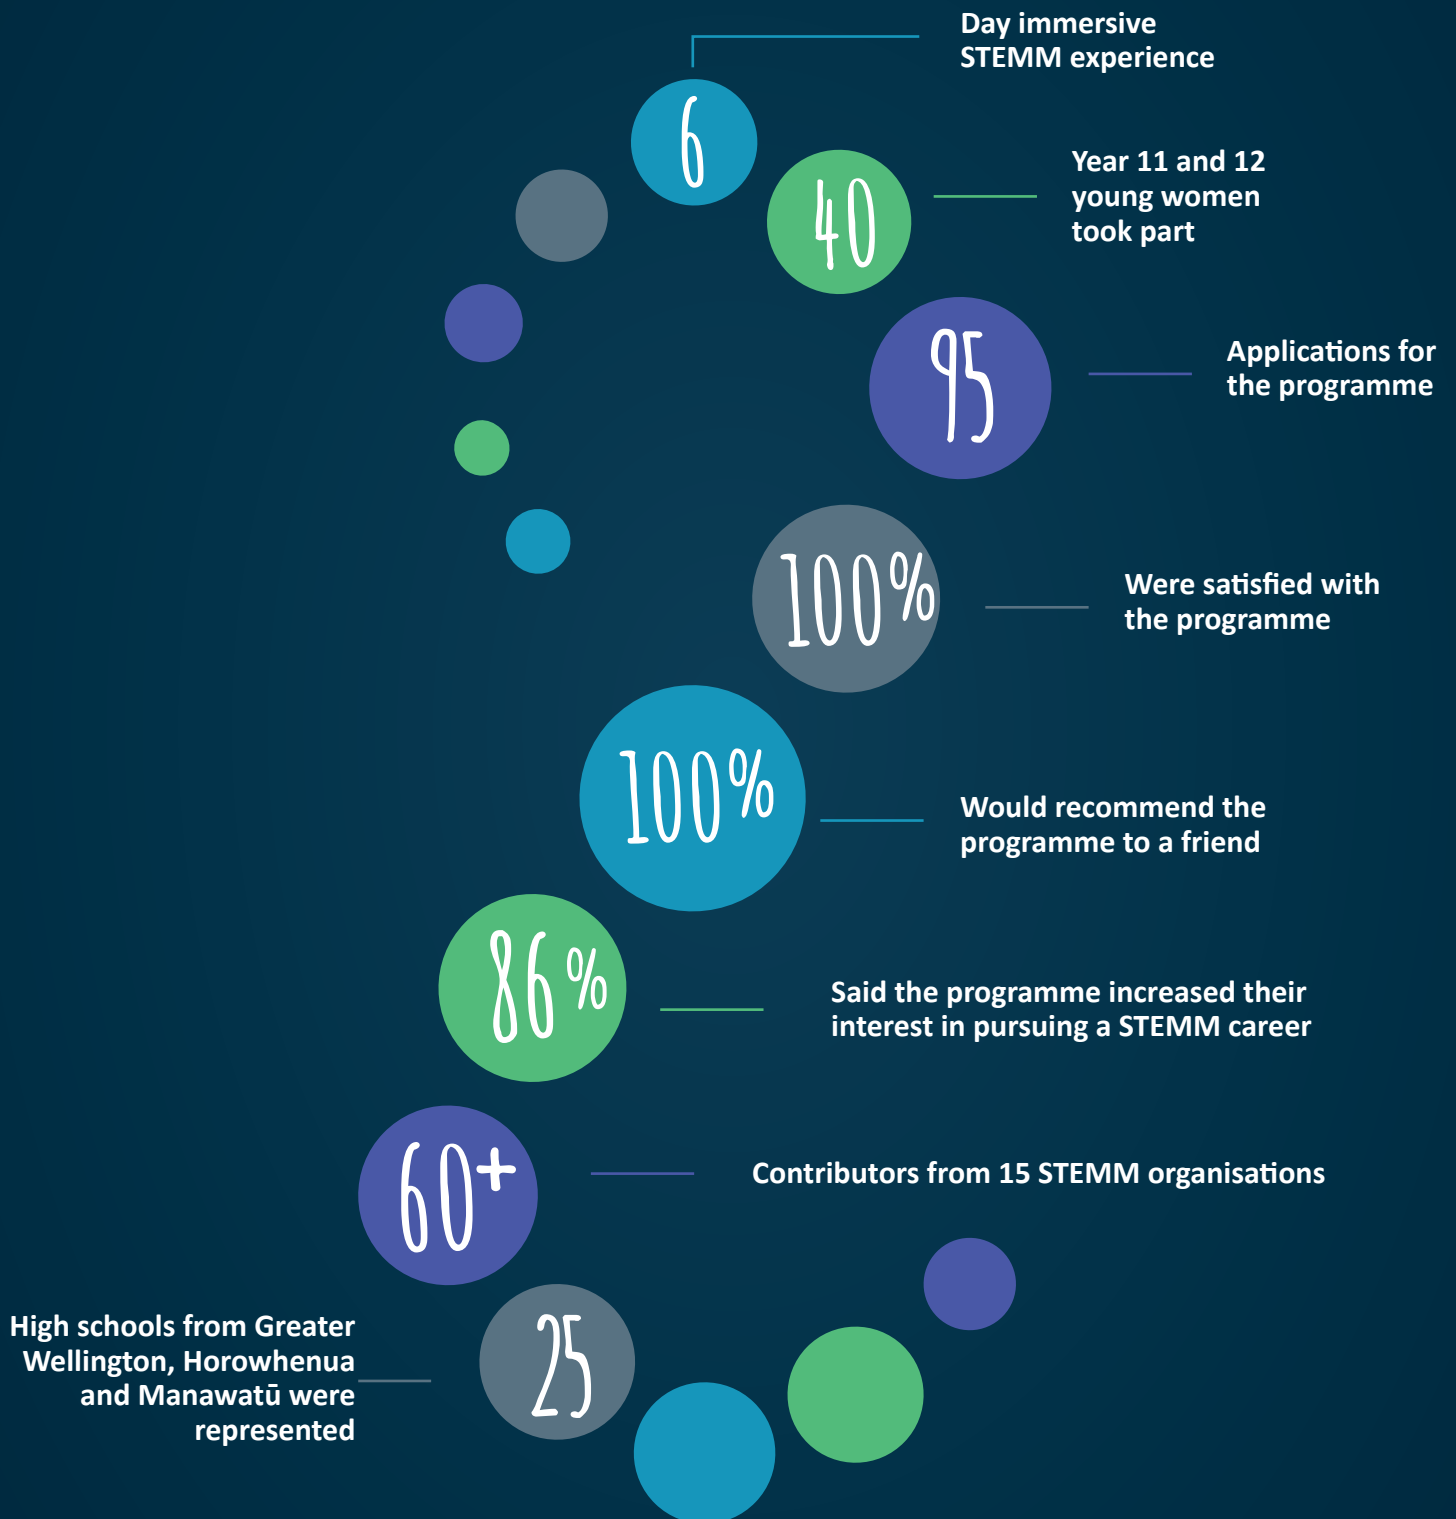 6
Day immersive
STEMM experience
40
Year 11 and 12
young women
took part
95
Applications for
the programme
100%
Were satisfied with
the programme
100%
Would recommend the
programme to a friend
86%
Said the programme increased their
interest in pursuing a STEMM career
60+
Contributors from 15 STEMM organisations
25
High schools from Greater
Wellington, Horowhenua
and Manawatū were
represented